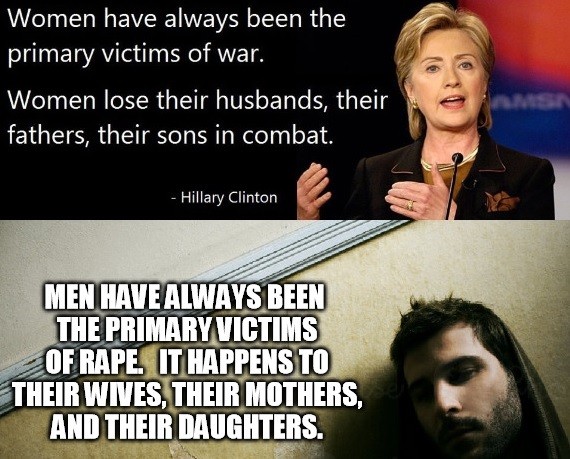 Women have always been the
primary victims of war.
Women lose their husbands, their
fathers, their sons in combat.
- Hillary Clinton
MEN HAVE ALWAYS BEEN
THE PRIMARY VICTIMS
OF RAPE. IT HAPPENS TO
THEIR WIVES, THEIR MOTHERS,
AND THEIR DAUGHTERS.